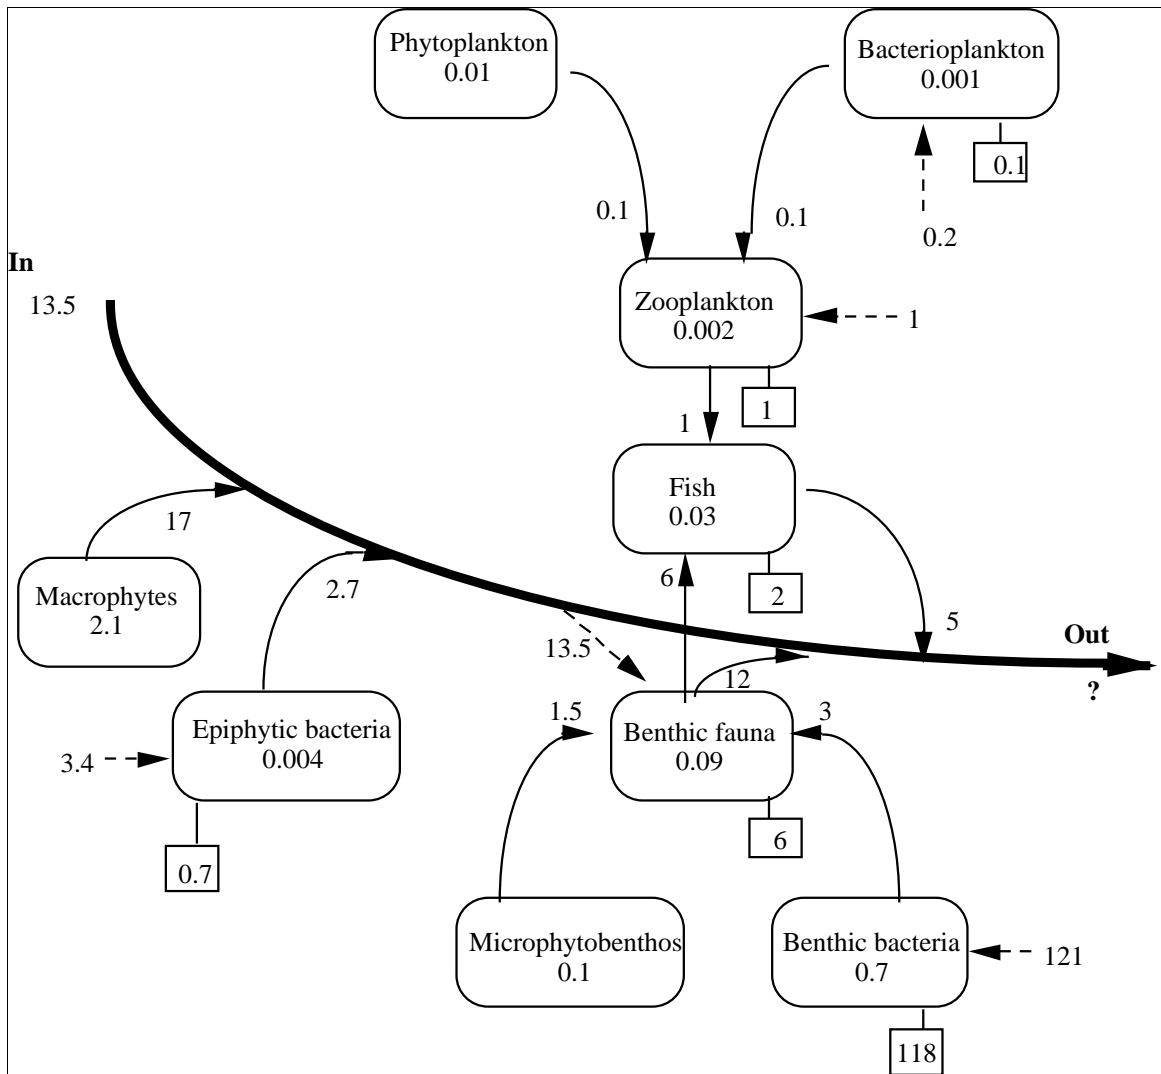 Phytoplankton
0.01
Bacterioplankton
0.001
0.1
0.2
0.1
0.1
In
13.5
Zooplankton
0.002
1
1
1
Fish
0.03
17
6
2
2.7
Macrophytes
2.1
5
Out
?
13.5
12
1.5
3
Epiphytic bacteria
0.004
3.4
Benthic fauna
0.09
6
0.7
Microphytobenthos
0.1
Benthic bacteria
0.7
121
118